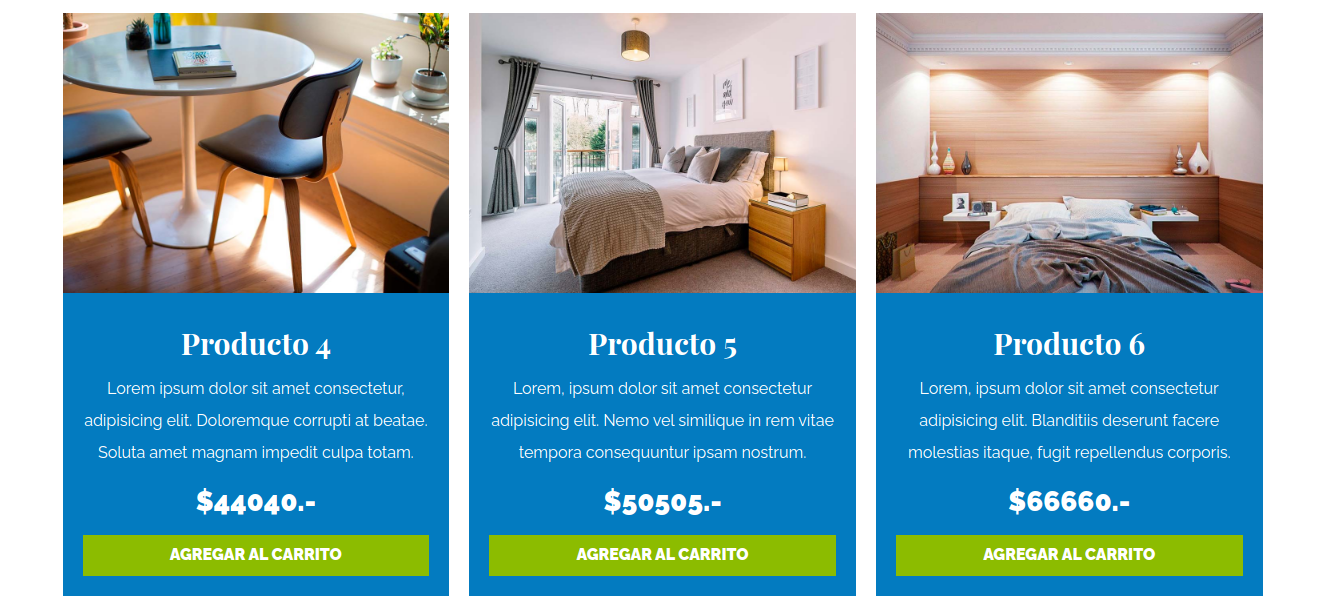 Producto 4
Lorem ipsum dolor sit amet consectetur,
adipisicing elit. Doloremque corrupti at beatae.
Soluta amet magnam impedit culpa totam.
$44040.-
AGREGAR AL CARRITO
Producto 5
Lorem, ipsum dolor sit amet consectetur
adipisicing elit. Nemo vel similique in rem vitae
tempora consequuntur ipsam nostrum.
$50505.-
AGREGAR AL CARRITO
Producto 6
Lorem, ipsum dolor sit amet consectetur
adipisicing elit. Blanditiis deserunt facere
molestias itaque, fugit repellendus corporis.
$66660.-
AGREGAR AL CARRITO